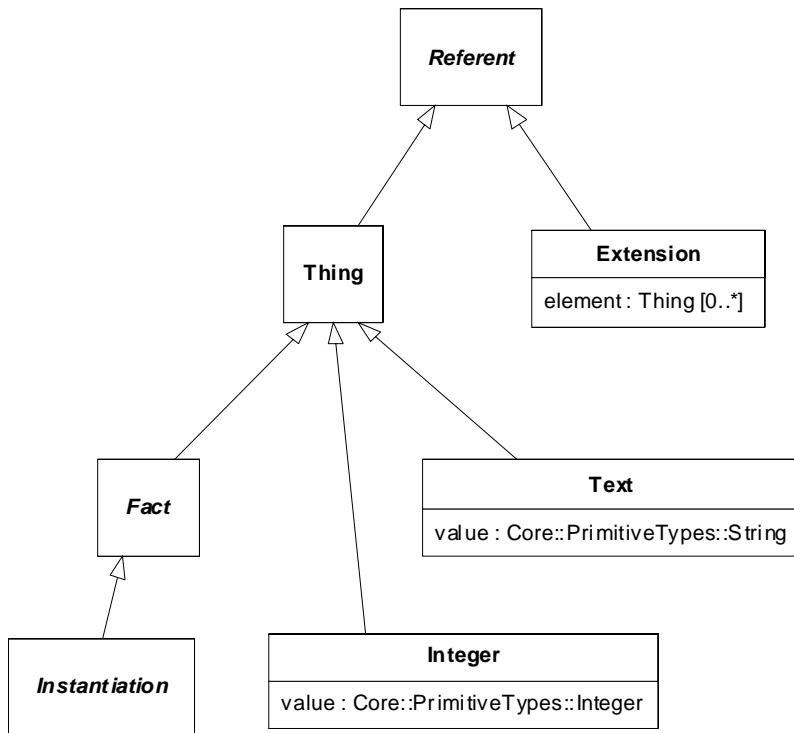 Referent
Thing
Extension
element : Thing [0..*]
Fact
Text
value : Core::PrimitiveTypes::String
Instantiation
Integer
value : Core::PrimitiveTypes::Integer